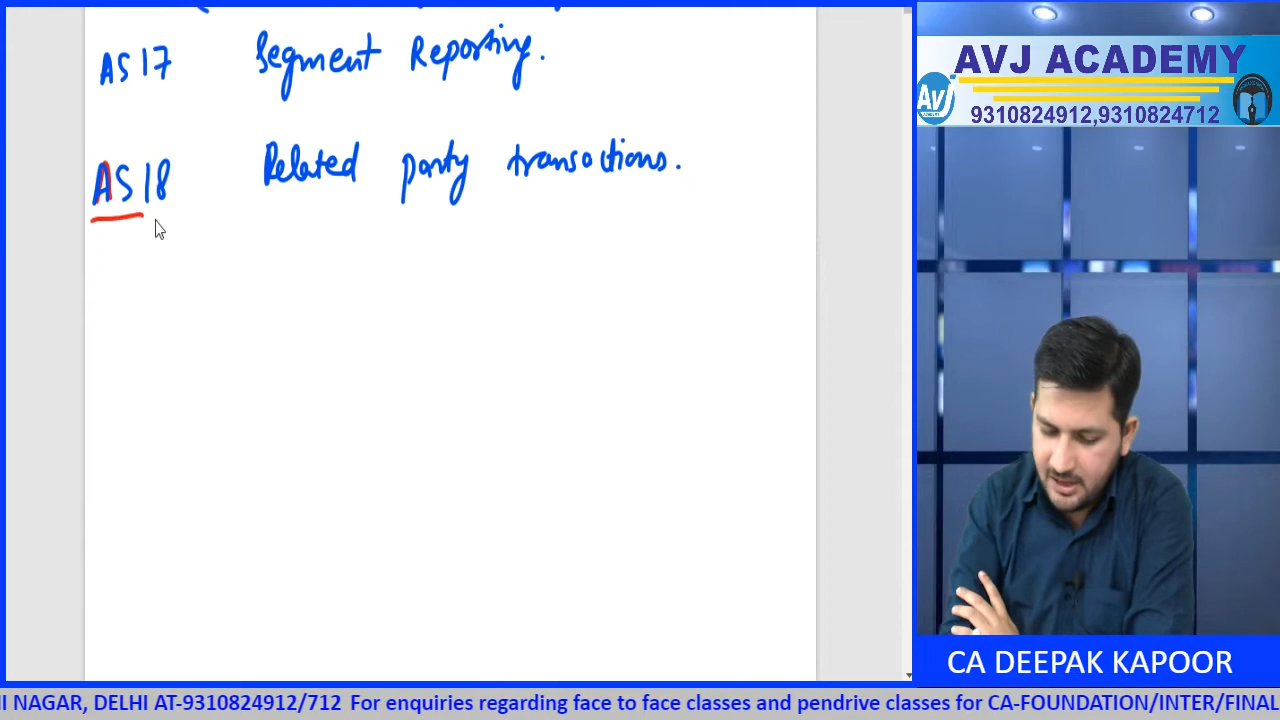 AS 17 Segment Reporting.
AS 18 Related party transactions.
AVJ ACADEMY
AVJ
9310824912,9310824712
CA DEEPAK KAPOOR
I NAGAR, DELHI AT-9310824912/712 For enquiries regarding face to face classes and pendrive classes for CA-FOUNDATION/INTER/FINAL